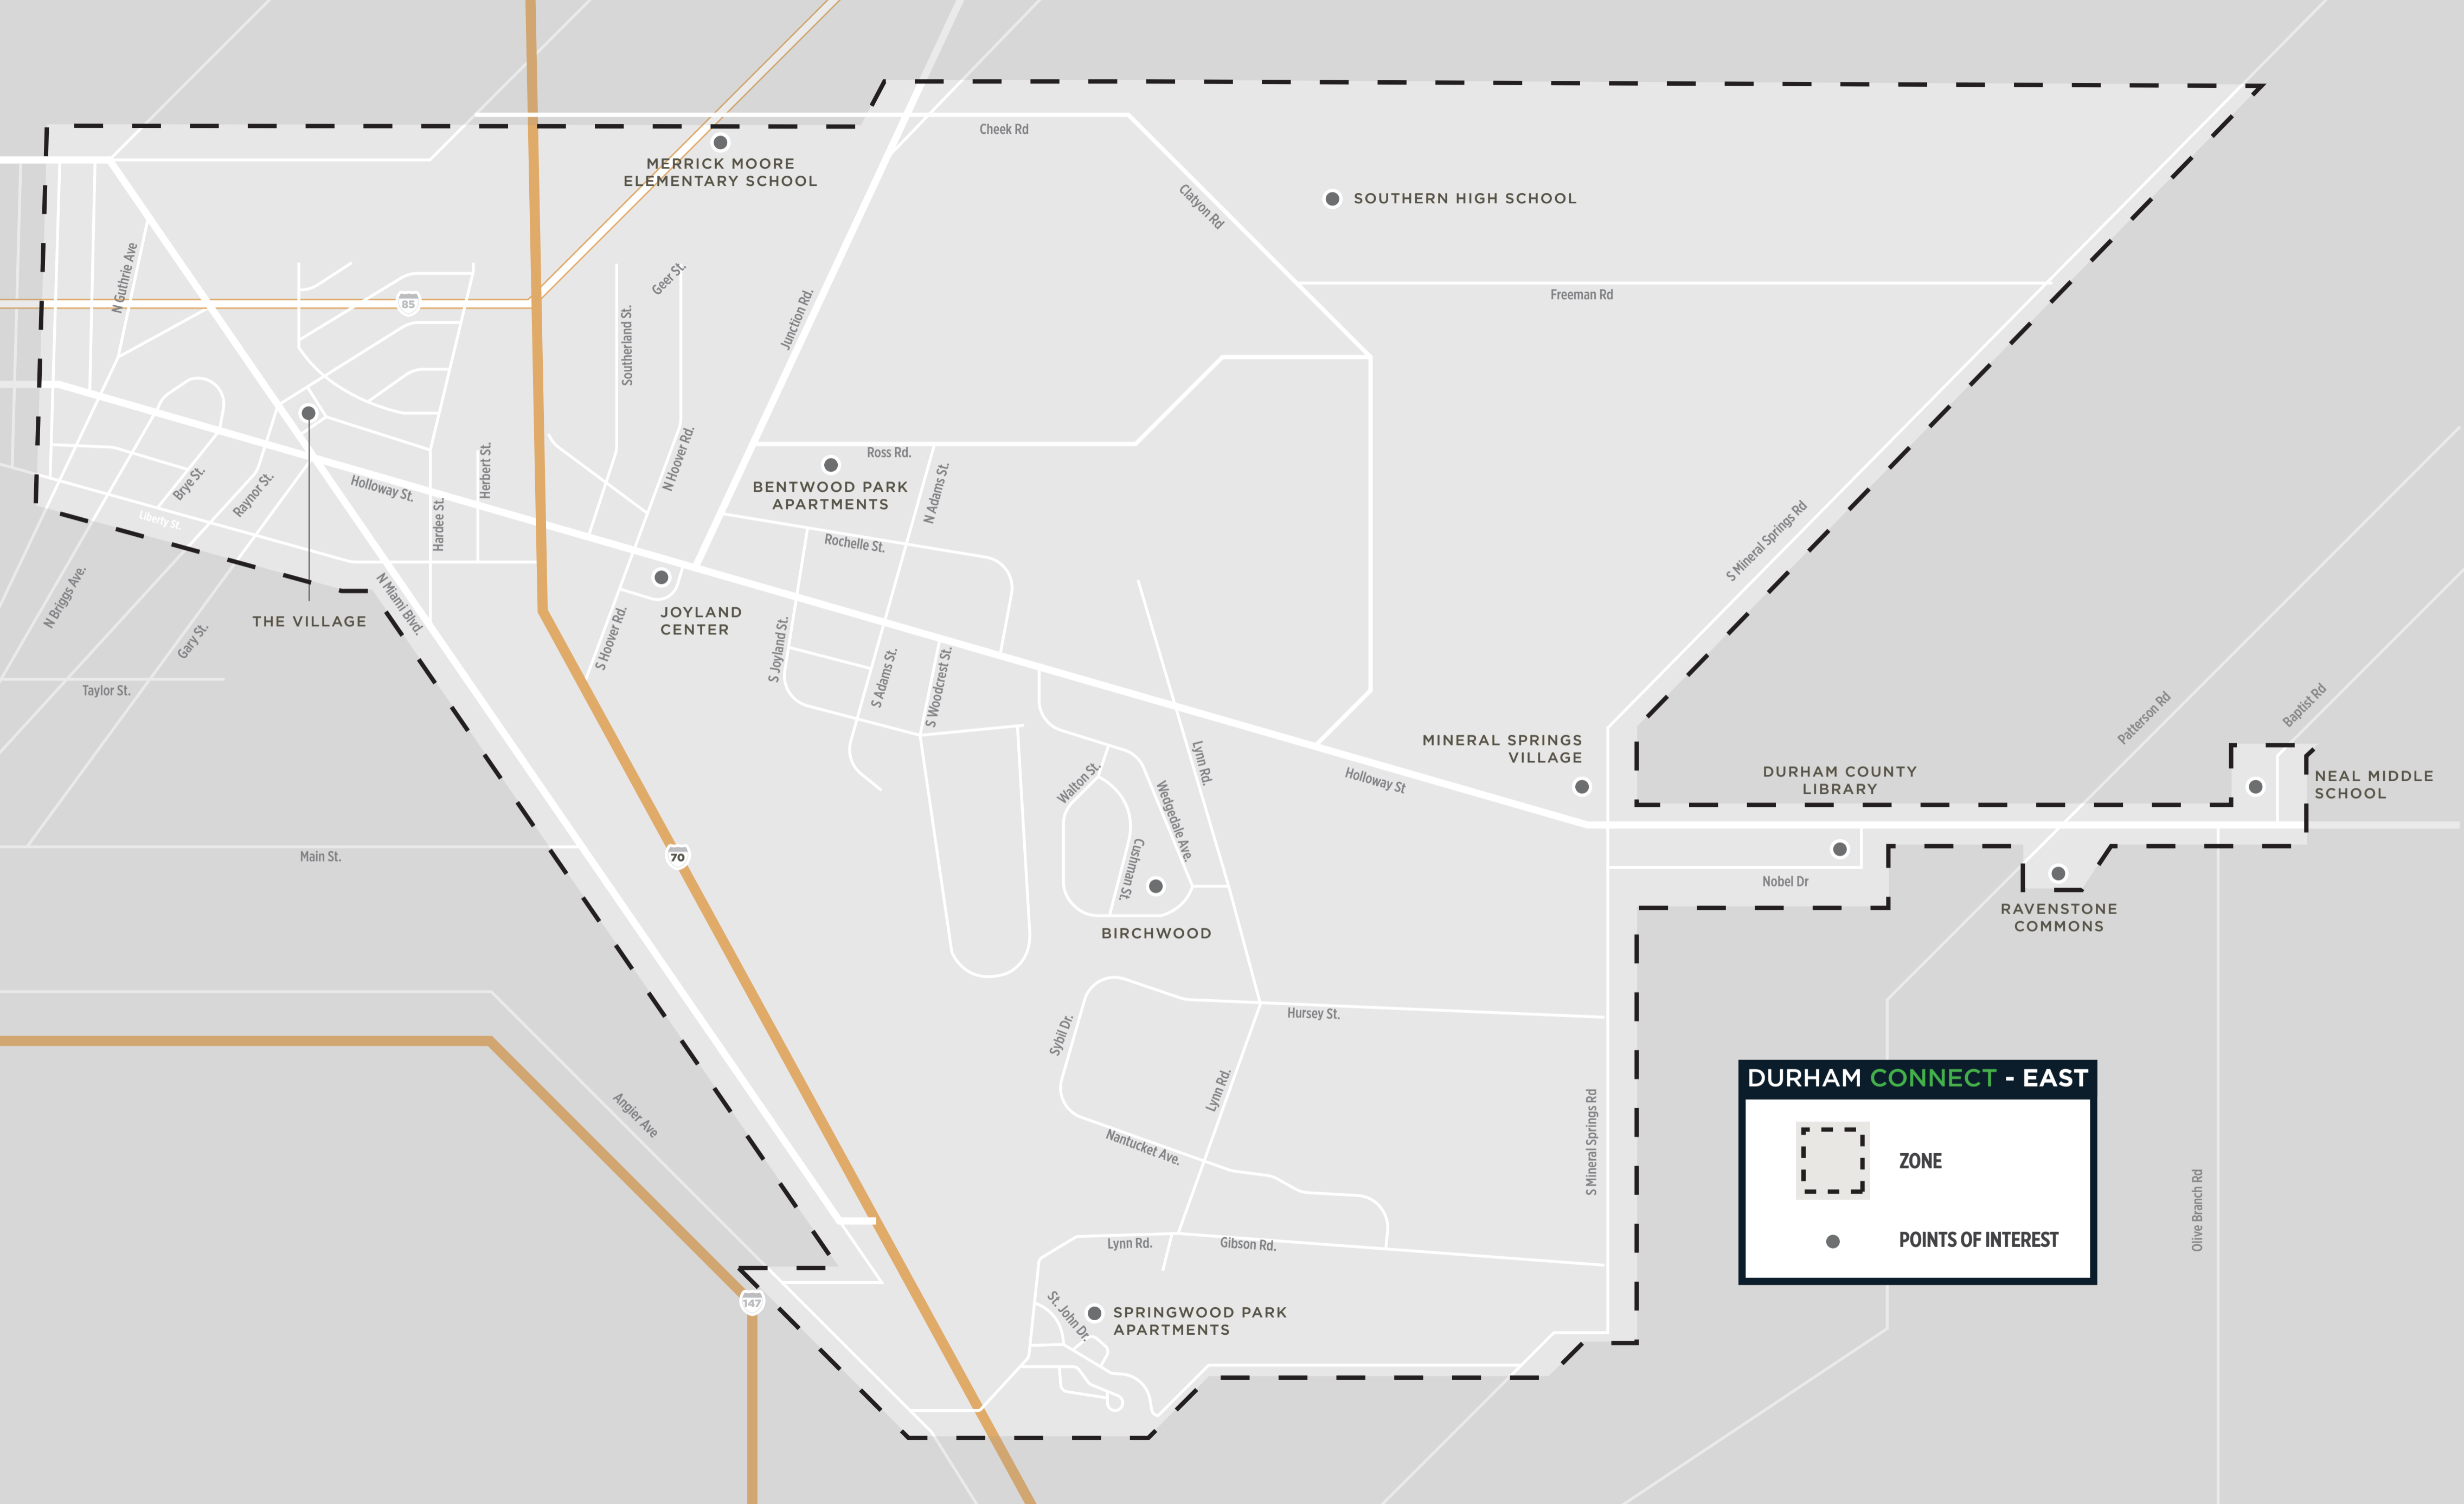 Cheek Rd
MERRICK MOORE
ELEMENTARY SCHOOL
SOUTHERN HIGH SCHOOL
Clatyon Rd
N Guthrie Ave
85
Geer St.
Southerland St.
Junction Rd.
Freeman Rd
N Hoover Rd.
Ross Rd.
BENTWOOD PARK
APARTMENTS
N Adams St.
Brye St.
Raynor St.
Holloway St.
Herbert St.
Hardee St.
Liberty St.
Rochelle St.
S Mineral Springs Rd
N Briggs Ave.
N Miami Blvd.
THE VILLAGE
Gary St.
JOYLAND
CENTER
S Hoover Rd.
S Joyland St.
S Adams St.
S Woodcrest St.
Taylor St.
Patterson Rd
Baptist Rd
MINERAL SPRINGS
VILLAGE
Lynn Rd.
Holloway St
DURHAM COUNTY
LIBRARY
NEAL MIDDLE
SCHOOL
Walton St.
Wedgedale Ave.
Cushman St.
Main St.
70
Nobel Dr
RAVENSTONE
COMMONS
BIRCHWOOD
Hursey St.
Sybil Dr.
Lynn Rd.
Angier Ave
Nantucket Ave.
S Mineral Springs Rd
Olive Branch Rd
DURHAM CONNECT - EAST
ZONE
POINTS OF INTEREST
Lynn Rd.
Gibson Rd.
147
St. John Dr.
SPRINGWOOD PARK
APARTMENTS